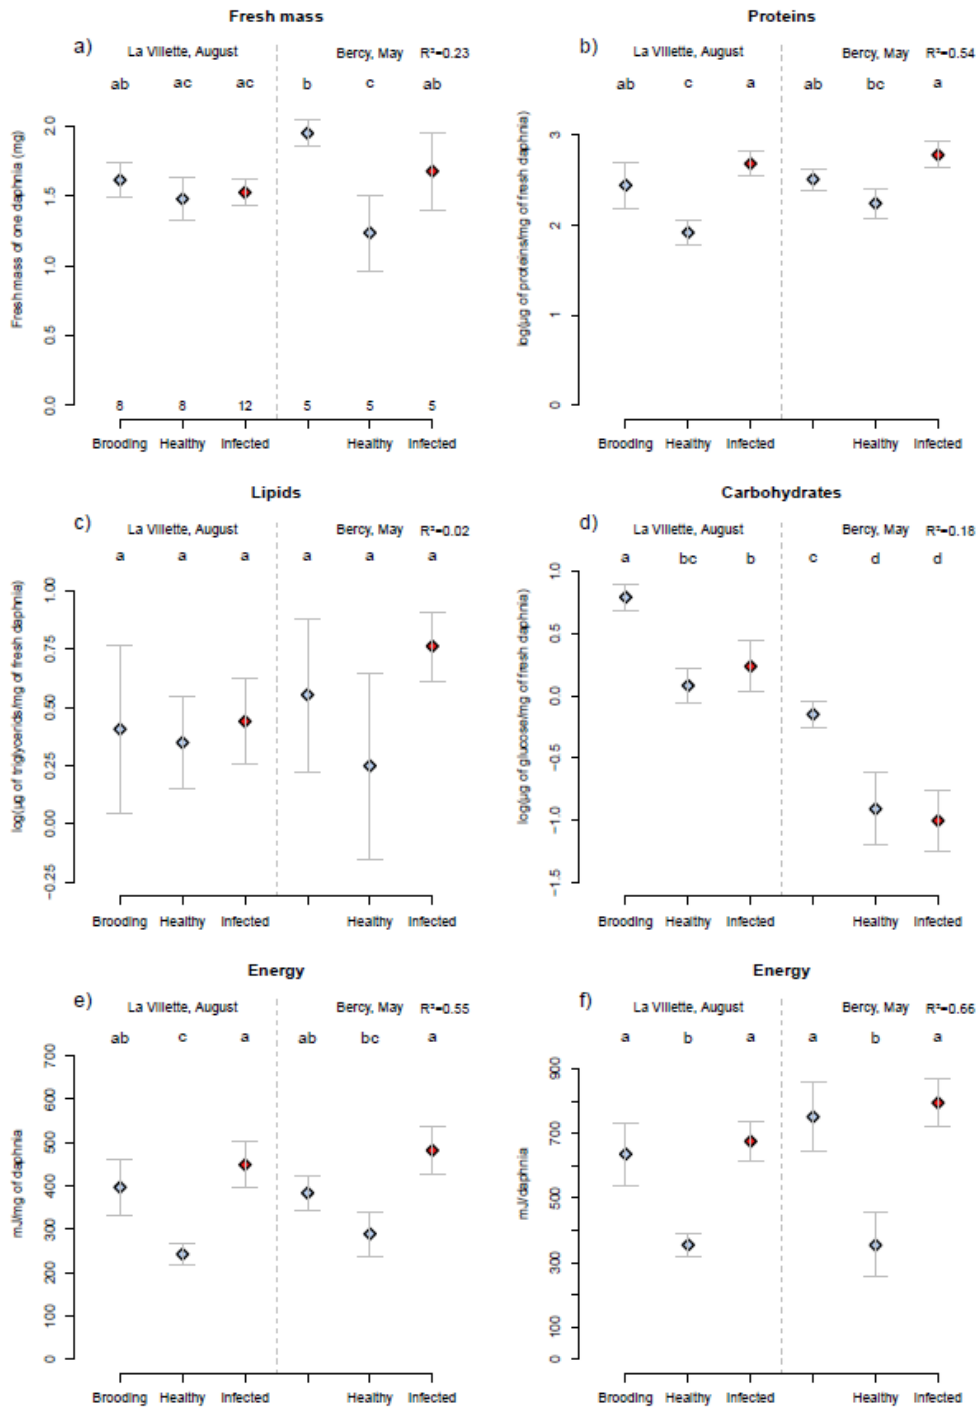 Fresh mass
a) La Villette, August Bercy, May R²=0.23
ab ac ac b c ab
Fresh mass of one daphnia (mg)
2.0
1.5
1.0
0.5
0.0
8 8 12 5 5 5
Brooding Healthy Infected Healthy Infected
Proteins
b) La Villette, August Bercy, May R²=0.54
ab c a ab bc a
log(µg of proteins/mg of fresh daphnia)
3
2
1
0
Brooding Healthy Infected Healthy Infected
Lipids
c) La Villette, August Bercy, May R²=0.02
a a a a a a
log(µg of triglycerids/mg of fresh daphnia)
1.00
0.75
0.50
0.25
0.00
−0.25
Brooding Healthy Infected Healthy Infected
Carbohydrates
d) La Villette, August Bercy, May R²=0.18
a bc b c d d
log(µg of glucose/mg of fresh daphnia)
1.0
0.5
0.0
−0.5
−1.0
−1.5
Brooding Healthy Infected Healthy Infected
Energy
e) La Villette, August Bercy, May R²=0.55
ab c a ab bc a
mJ/mg of daphnia
700
600
500
400
300
200
100
0
Brooding Healthy Infected Healthy Infected
Energy
f) La Villette, August Bercy, May R²=0.66
a b a a b a
mJ/daphnia
900
700
500
300
100
0
Brooding Healthy Infected Healthy Infected